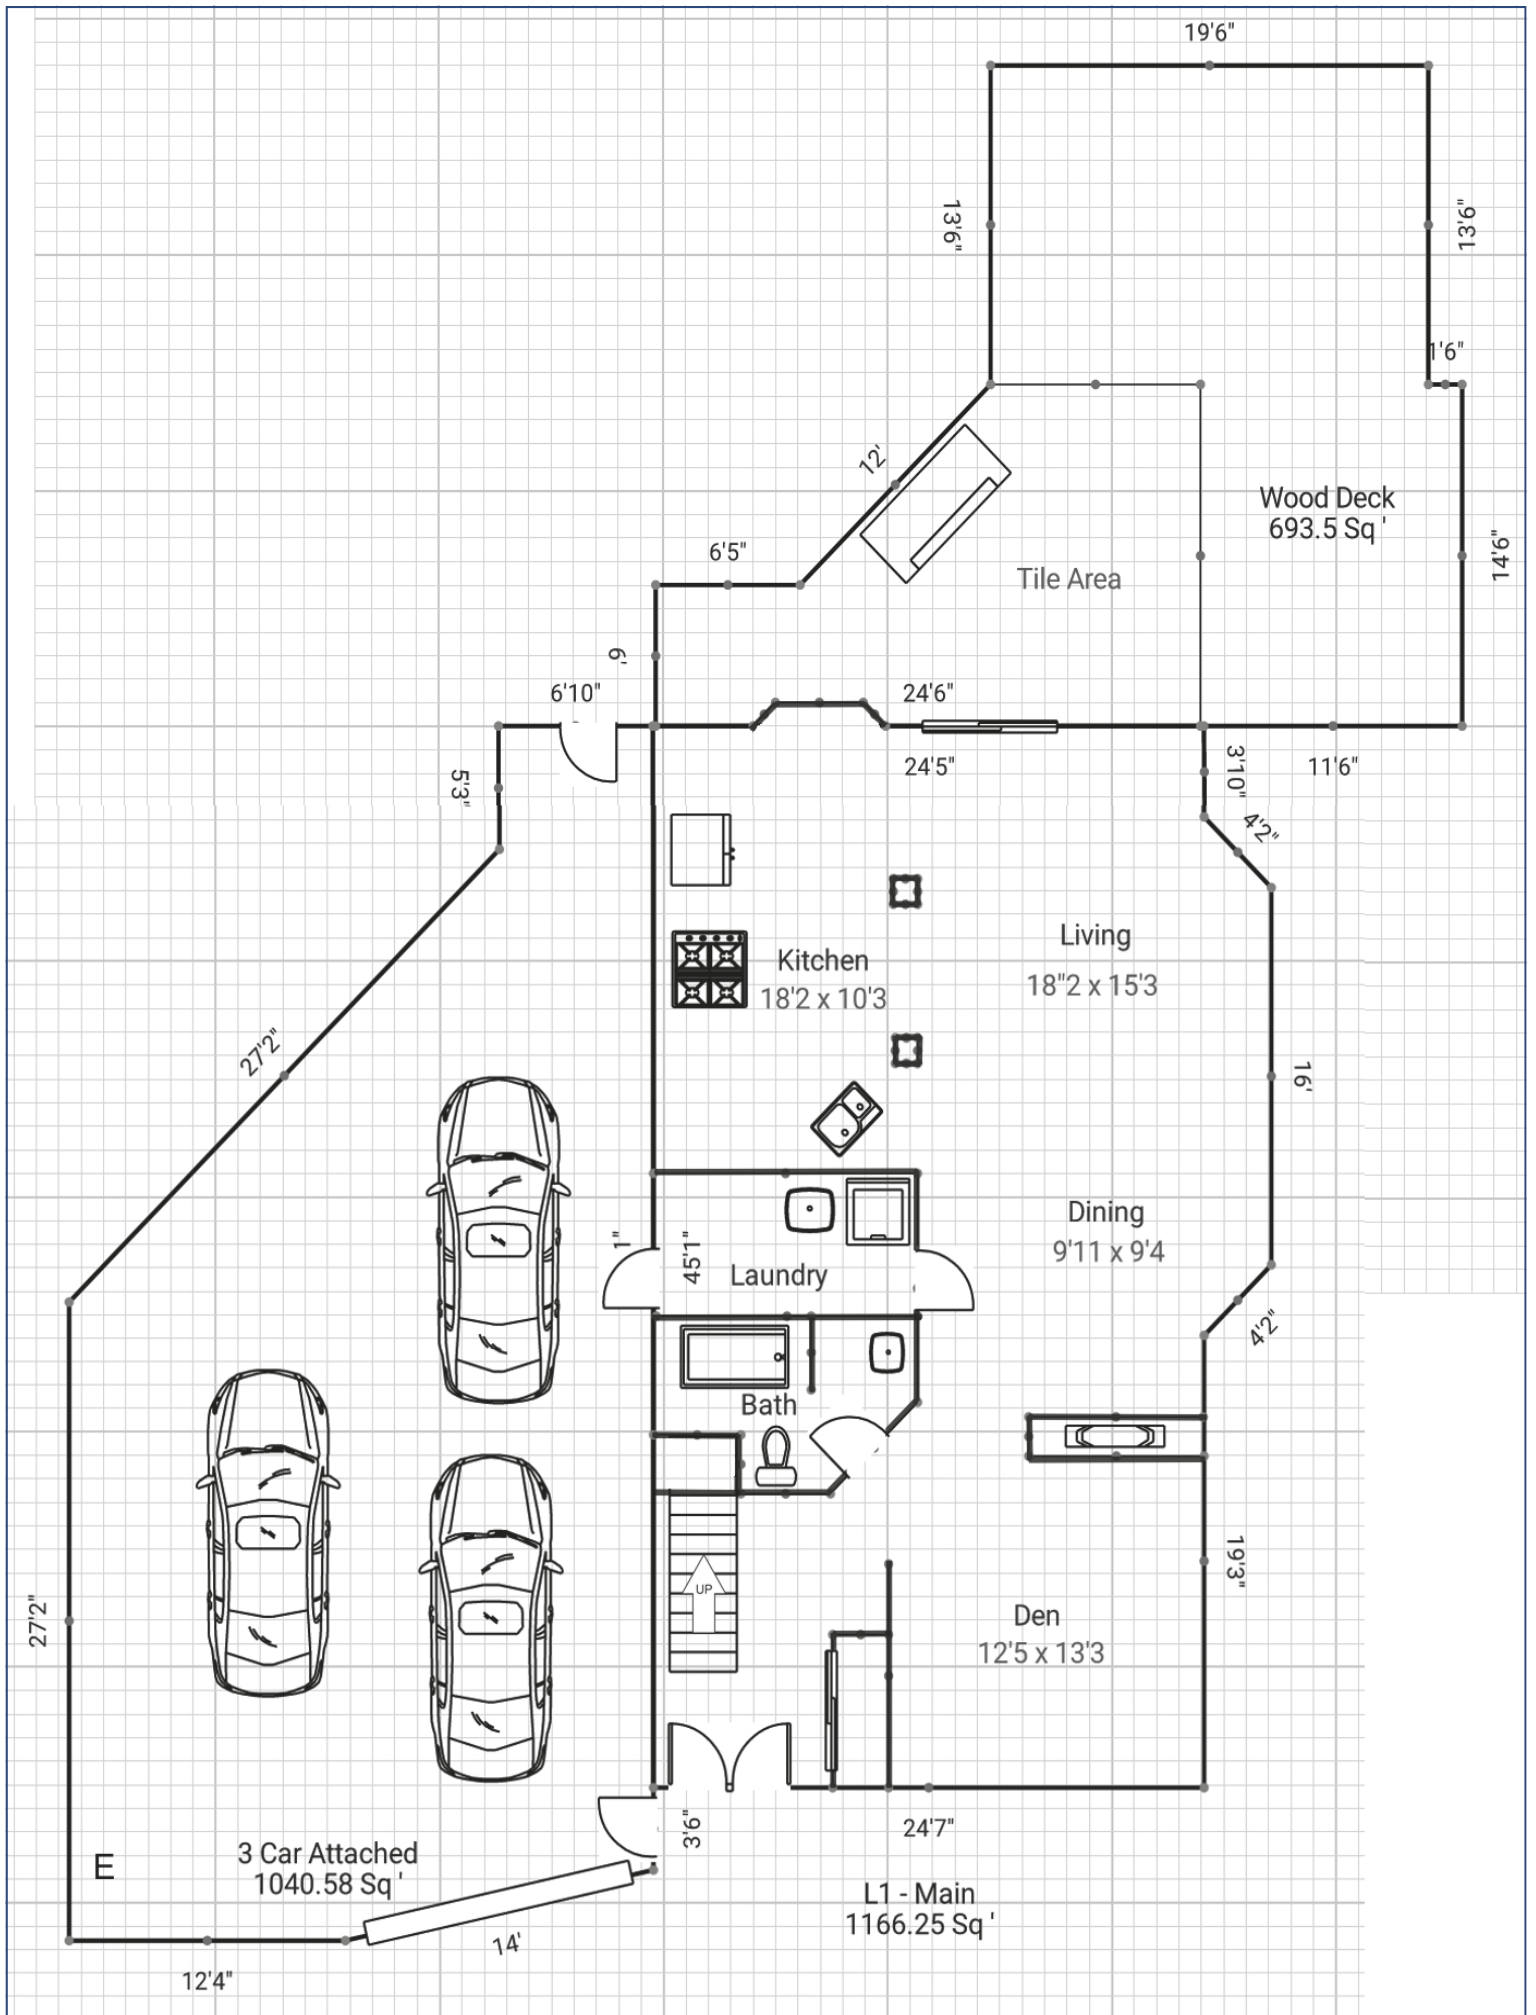 19'6"
13'6"
13'6"
1'6"
12'
Wood Deck
693.5 Sq '
14'6"
6'5"
Tile Area
6'
6'10"
24'6"
5'3"
24'5"
3'10"
11'6"
4'2"
Kitchen
18'2 x 10'3
Living
18"2 x 15'3
27'2"
16'
Dining
9'11 x 9'4
1"
45'1"
Laundry
4'2"
Bath
19'3"
27'2"
UP
Den
12'5 x 13'3
3'6"
24'7"
E
3 Car Attached
1040.58 Sq '
L1 - Main
1166.25 Sq '
14'
12'4"